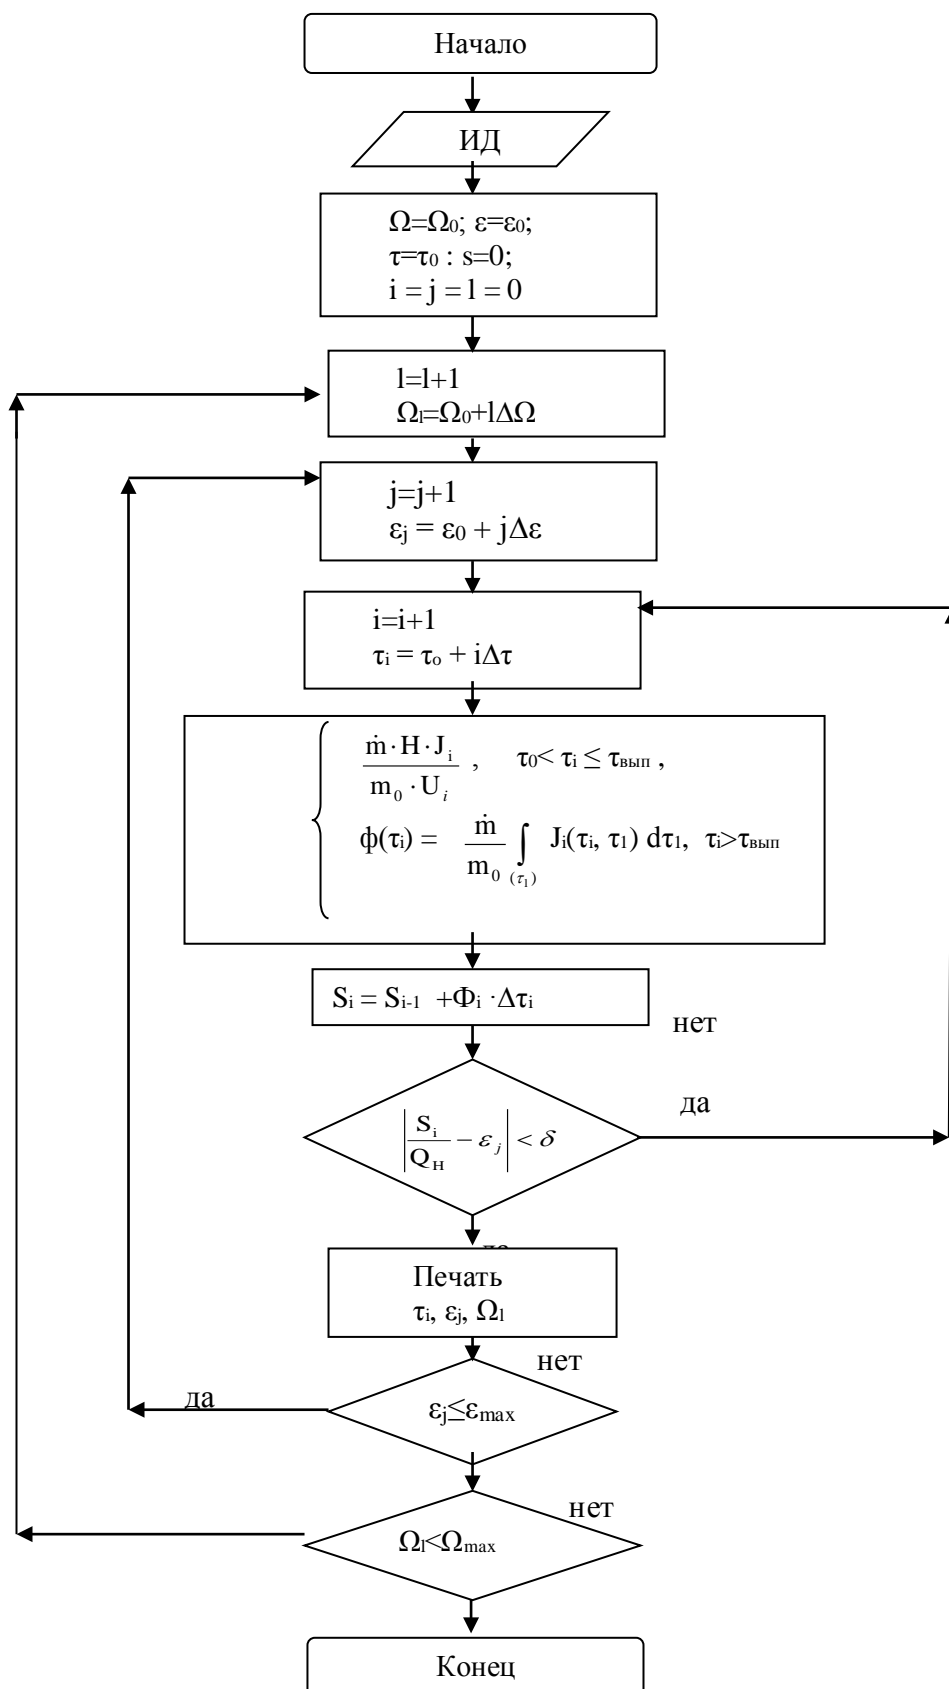 Начало
ИД
Ω=Ω₀; ε=ε₀;
τ=τ₀ : s=0;
i = j = l = 0
l=l+1
Ωₗ=Ω₀+lΔΩ
j=j+1
εⱼ = ε₀ + jΔε
i=i+1
τᵢ = τₒ + iΔτ
ṁ · H · Jᵢ / m₀ · Uᵢ , τ₀< τᵢ ≤ τвып ,
ф(τᵢ) = ṁ / m₀ ∫ (τ₁) Jᵢ(τᵢ, τ₁) dτ₁, τᵢ>τвып
Sᵢ = Sᵢ₋₁ +Φᵢ ·Δτᵢ
нет
да
|Sᵢ / Qн − εⱼ| < δ
Печать
τᵢ, εⱼ, Ωₗ
нет
да
εⱼ≤εmax
нет
Ωₗ<Ωmax
Конец